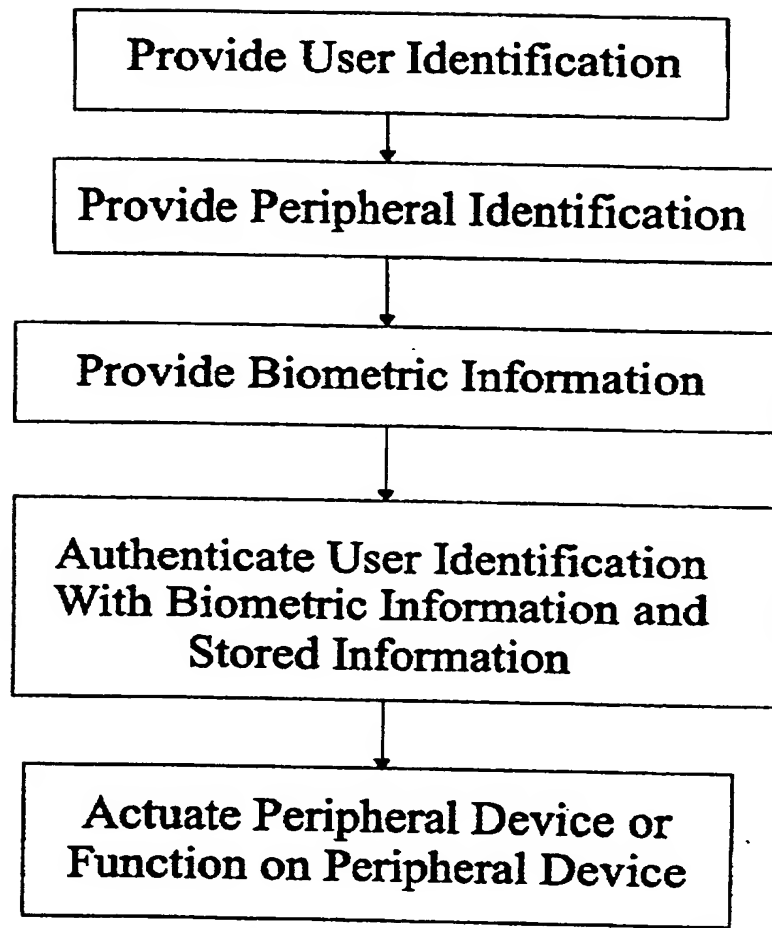 Provide User Identification
Provide Peripheral Identification
Provide Biometric Information
Authenticate User Identification
With Biometric Information and
Stored Information
Actuate Peripheral Device or
Function on Peripheral Device